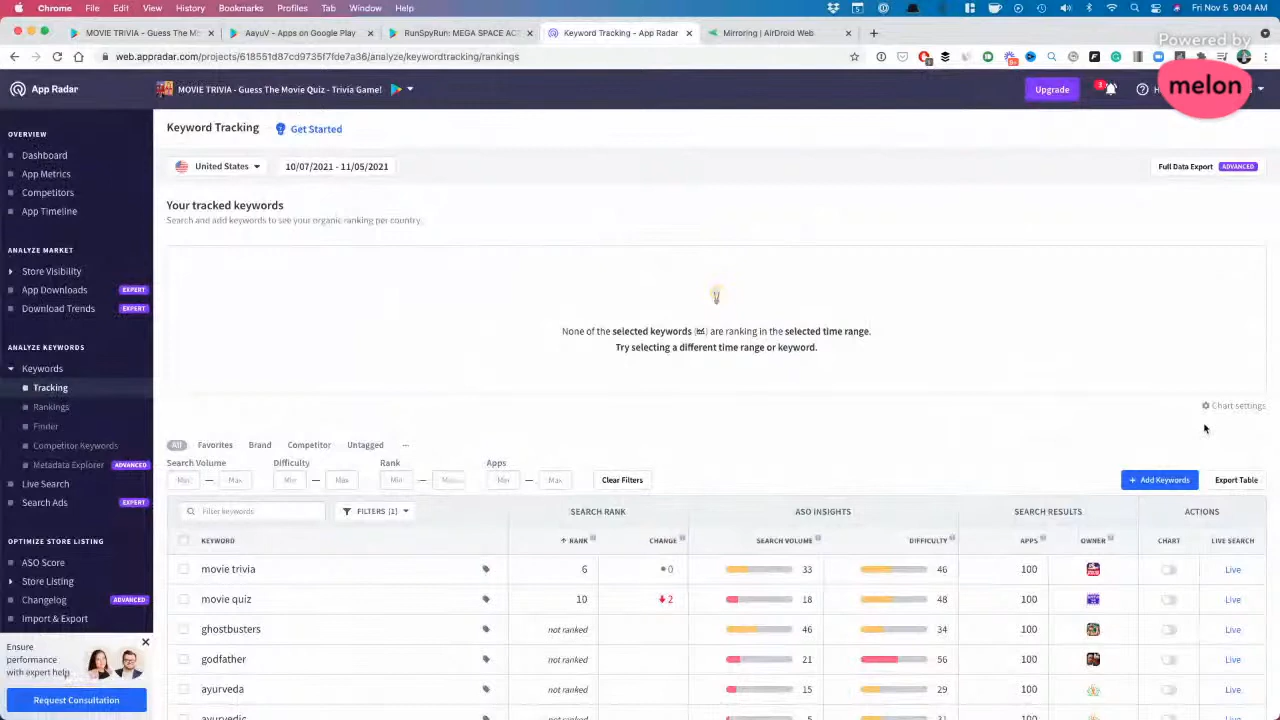 Chrome File Edit View History Bookmarks Profiles Tab Window Help Fri Nov 5 9:04 AM
MOVIE TRIVIA - Guess The M AayuV - Apps on Google Play RunSpyRun: MEGA SPACE AC Keyword Tracking - App Radar Mirroring | AirDroid Web
Powered by
melon
web.appradar.com/projects/618551d87cd9735f7fde7a36/analyze/keywordtracking/rankings
App Radar MOVIE TRIVIA - Guess The Movie Quiz - Trivia Game! Upgrade 3
OVERVIEW
Dashboard
App Metrics
Competitors
App Timeline
ANALYZE MARKET
Store Visibility
App Downloads EXPERT
Download Trends EXPERT
ANALYZE KEYWORDS
Keywords
Tracking
Rankings
Finder
Competitor Keywords
Metadata Explorer ADVANCED
Live Search
Search Ads EXPERT
OPTIMIZE STORE LISTING
ASO Score
Store Listing
Changelog ADVANCED
Import & Export
Ensure
performance
with expert help
Request Consultation
Keyword Tracking Get Started
United States 10/07/2021 - 11/05/2021 Full Data Export ADVANCED
Your tracked keywords
Search and add keywords to see your organic ranking per country.
None of the selected keywords are ranking in the selected time range.
Try selecting a different time range or keyword.
Chart settings
All Favorites Brand Competitor Untagged ...
Search Volume Difficulty Rank Apps
Min — Max Min — Max Min — Max Min — Max Clear Filters + Add Keywords Export Table
Filter keywords FILTERS [1] SEARCH RANK ASO INSIGHTS SEARCH RESULTS ACTIONS
KEYWORD ↑ RANK CHANGE SEARCH VOLUME DIFFICULTY APPS OWNER CHART LIVE SEARCH
movie trivia 6 0 33 46 100 Live
movie quiz 10 2 18 48 100 Live
ghostbusters not ranked 46 34 100 Live
godfather not ranked 21 56 100 Live
ayurveda not ranked 15 29 100 Live
ayurvedic